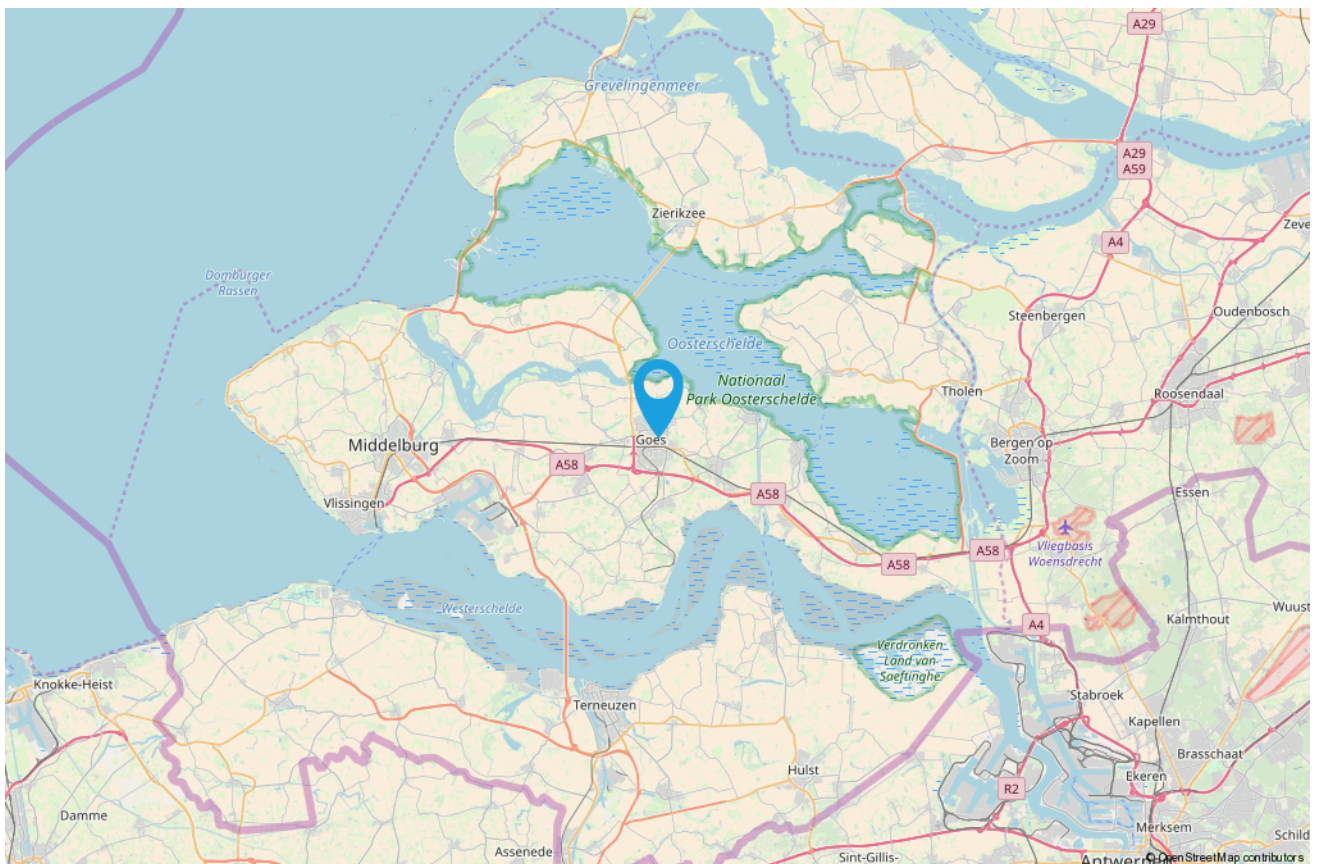 A29
Grevelingenmeer
A29
A59
Zierikzee
Zeve
A4
Domburger
Rassen
Oudenbosch
Steenbergen
Oosterschelde
Nationaal
Park Oosterschelde
Tholen
Roosendaal
Goes
Middelburg
Bergen op
Zoom
A58
A58
Essen
Vlissingen
Vliegbasis
Woensdrecht
A58
A58
Westerschelde
A4
Kalmthout
Wuust
Verdronken
Land van
Saeftinghe
Knokke-Heist
Stabroek
Terneuzen
Kapellen
Brasschaat
Hulst
Ekeren
R2
Damme
Merksem
Schild
Assenede
Sint-Gillis-
Antwerp
© OpenStreetMap contributors